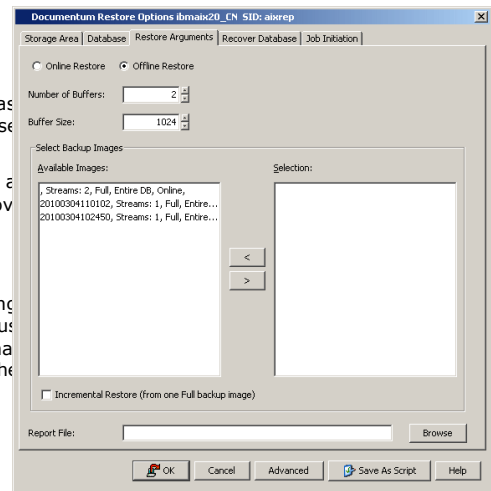 Documentum Restore Options ibmaix20_CN SID: aixrep
Storage Area Database Restore Arguments Recover Database Job Initiation
Online Restore Offline Restore
Number of Buffers: 2
Buffer Size: 1024
Select Backup Images
Available Images: Selection:
, Streams: 2, Full, Entire DB, Online,
20100304110102, Streams: 1, Full, Entire...
20100304102450, Streams: 1, Full, Entire...
<
>
Incremental Restore (from one Full backup image)
Report File: Browse
OK Cancel Advanced Save As Script Help